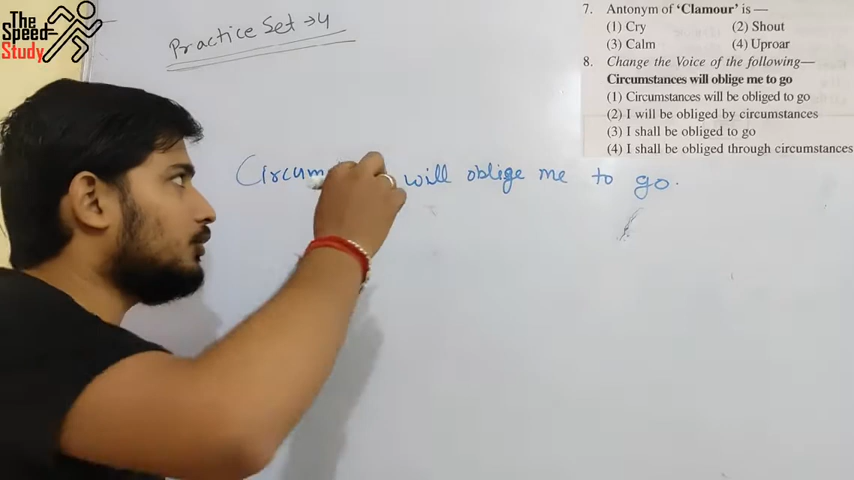 The
Speed
Study
Practice Set → 4
7. Antonym of 'Clamour' is —
(1) Cry (2) Shout
(3) Calm (4) Uproar
8. Change the Voice of the following—
Circumstances will oblige me to go
(1) Circumstances will be obliged to go
(2) I will be obliged by circumstances
(3) I shall be obliged to go
(4) I shall be obliged through circumstances
Circum will oblige me to go.